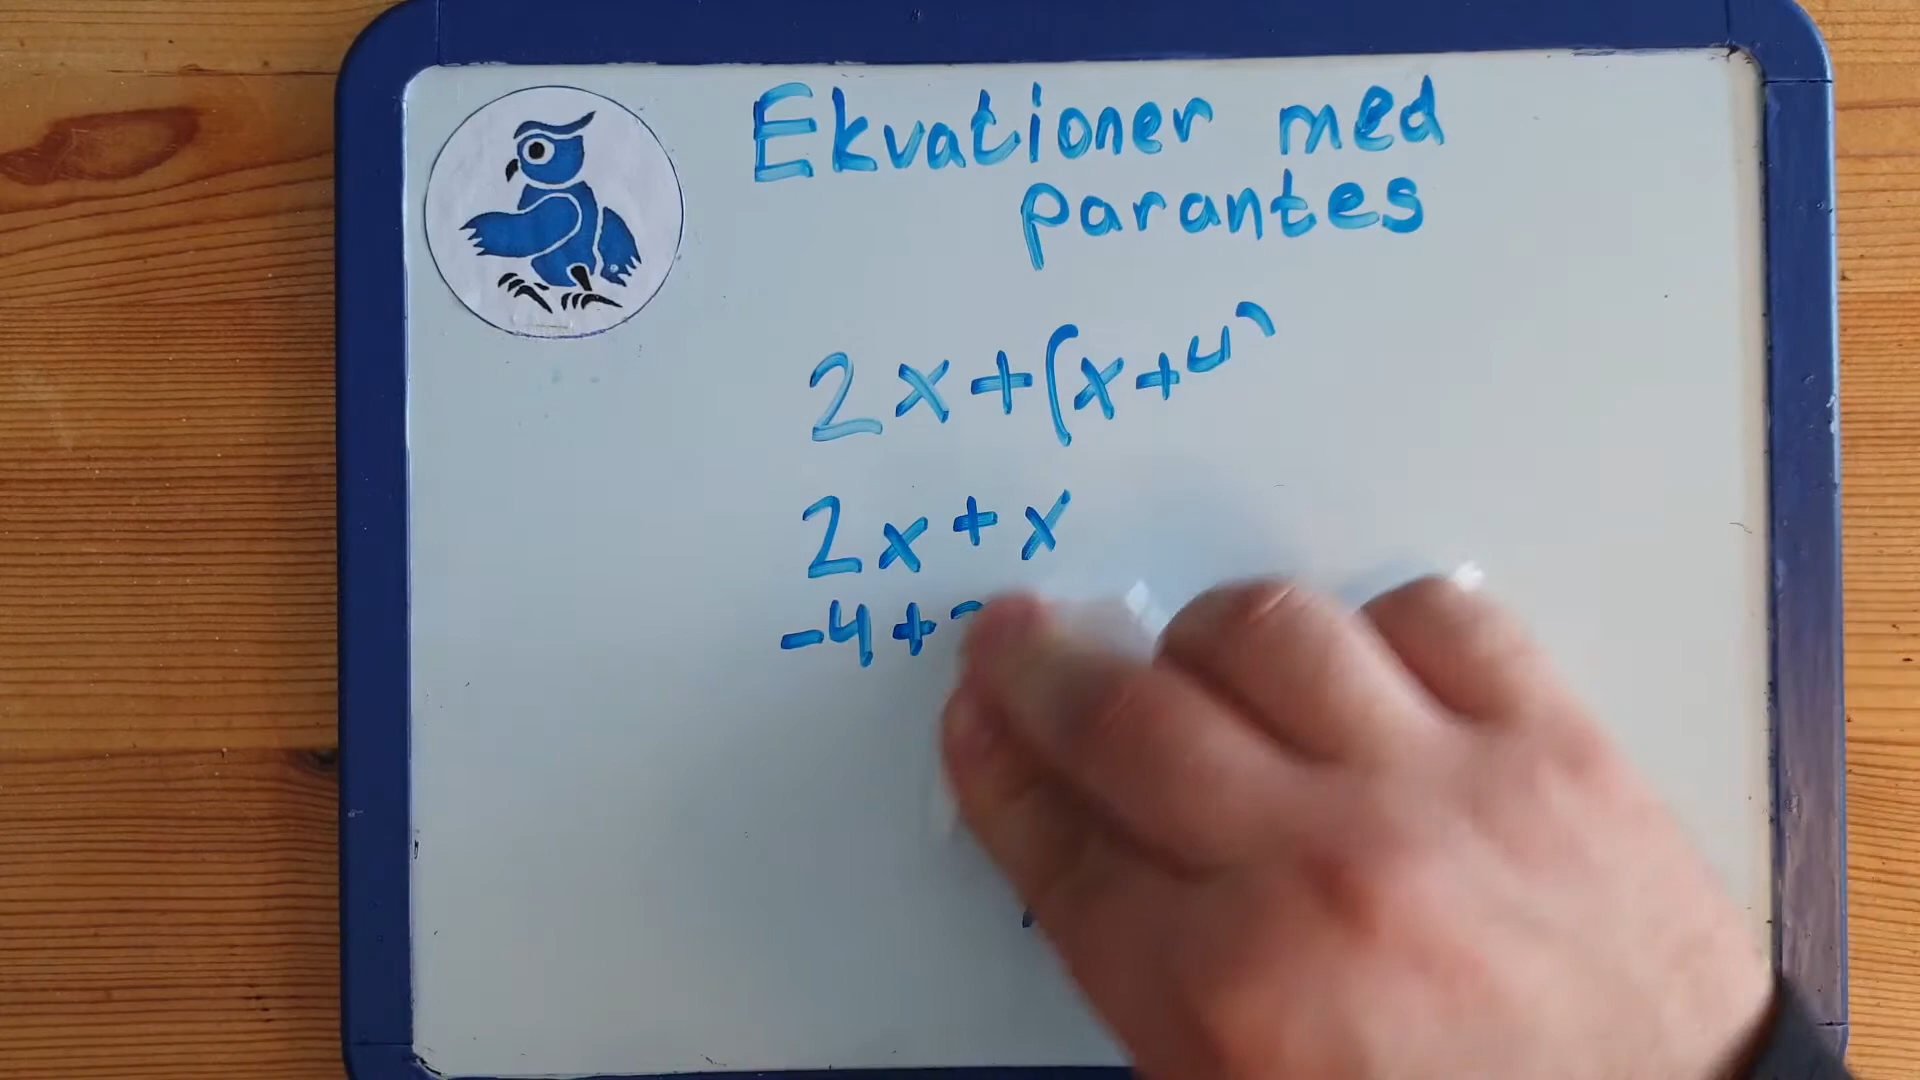 Ekvationer med
parantes
2x+(x+4)
2x+x
-4+